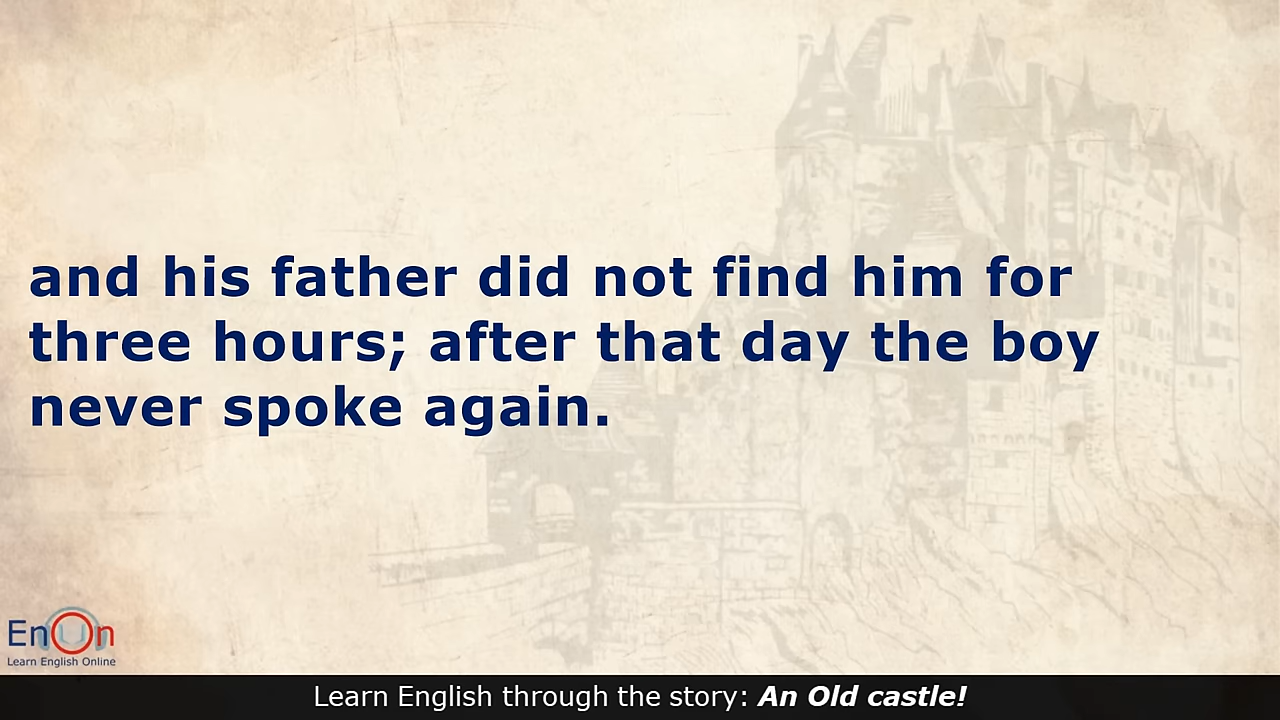 and his father did not find him for
three hours; after that day the boy
never spoke again.
EnOn
Learn English Online
Learn English through the story: An Old castle!